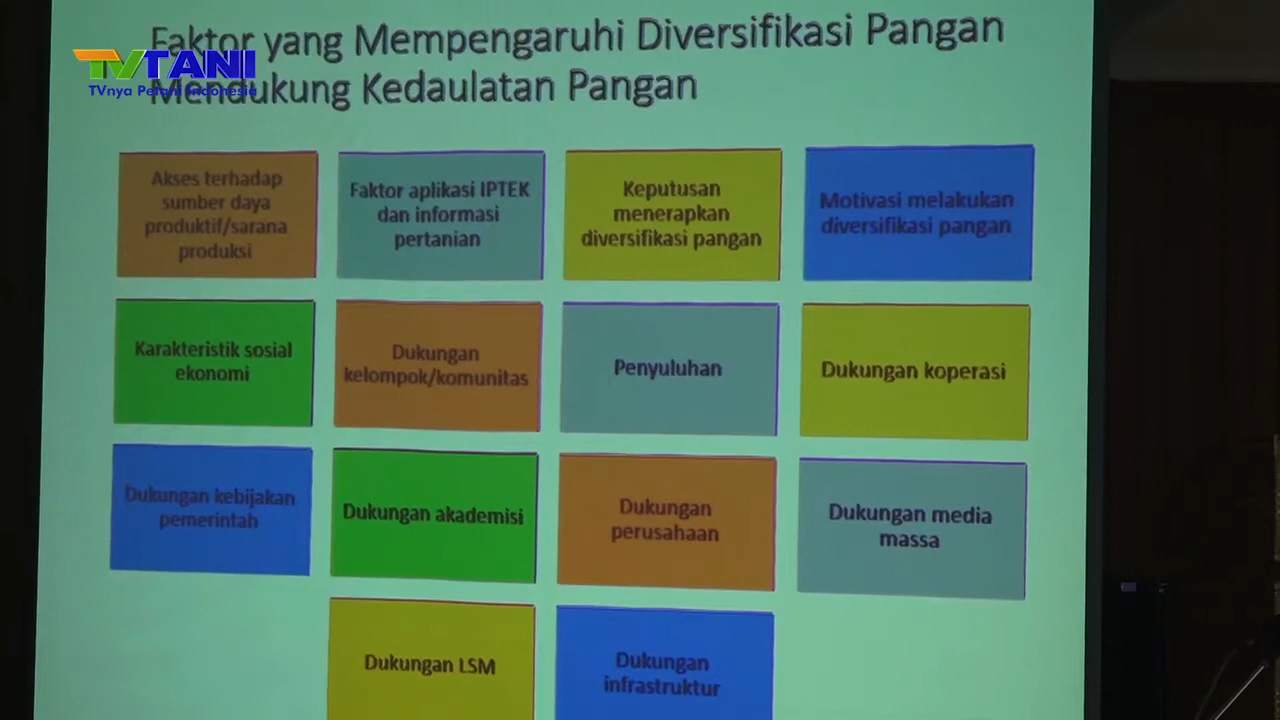 Faktor yang Mempengaruhi Diversifikasi Pangan
Mendukung Kedaulatan Pangan
TVTANI
TVnya Petani Indonesia
Akses terhadap
sumber daya
produktif/sarana
produksi
Faktor aplikasi IPTEK
dan informasi
pertanian
Keputusan
menerapkan
diversifikasi pangan
Motivasi melakukan
diversifikasi pangan
Karakteristik sosial
ekonomi
Dukungan
kelompok/komunitas
Penyuluhan
Dukungan koperasi
Dukungan kebijakan
pemerintah
Dukungan akademisi
Dukungan
perusahaan
Dukungan media
massa
Dukungan LSM
Dukungan
infrastruktur